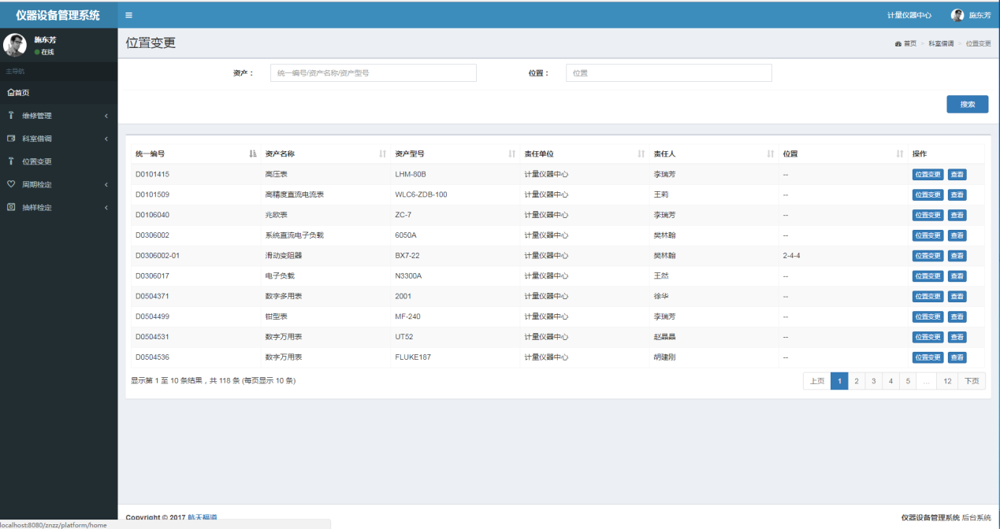 仪器设备管理系统 计量仪器中心 施东芳
施东芳
在线
位置变更 首页 > 科室借调 > 位置变更
主导航
资产： 统一编号/资产名称/资产型号 位置： 位置
首页
搜索
维修管理
科室借调
位置变更
周期检定
抽样检定
统一编号 资产名称 资产型号 责任单位 责任人 位置 操作
D0101415 高压表 LHM-80B 计量仪器中心 李瑞芳 -- 位置变更 查看
D0101509 高精度直流电流表 WLC6-ZDB-100 计量仪器中心 王莉 -- 位置变更 查看
D0106040 兆欧表 ZC-7 计量仪器中心 李瑞芳 -- 位置变更 查看
D0306002 系统直流电子负载 6050A 计量仪器中心 樊林翰 -- 位置变更 查看
D0306002-01 滑动变阻器 BX7-22 计量仪器中心 樊林翰 2-4-4 位置变更 查看
D0306017 电子负载 N3300A 计量仪器中心 王然 -- 位置变更 查看
D0504371 数字多用表 2001 计量仪器中心 徐华 -- 位置变更 查看
D0504499 钳型表 MF-240 计量仪器中心 李瑞芳 -- 位置变更 查看
D0504531 数字万用表 UT52 计量仪器中心 赵晶晶 -- 位置变更 查看
D0504536 数字万用表 FLUKE187 计量仪器中心 胡建刚 -- 位置变更 查看
显示第 1 至 10 条结果，共 118 条 (每页显示 10 条) 上页 1 2 3 4 5 ... 12 下页
Copyright © 2017 航天福道 仪器设备管理系统 后台系统
localhost:8080/znzz/platform/home